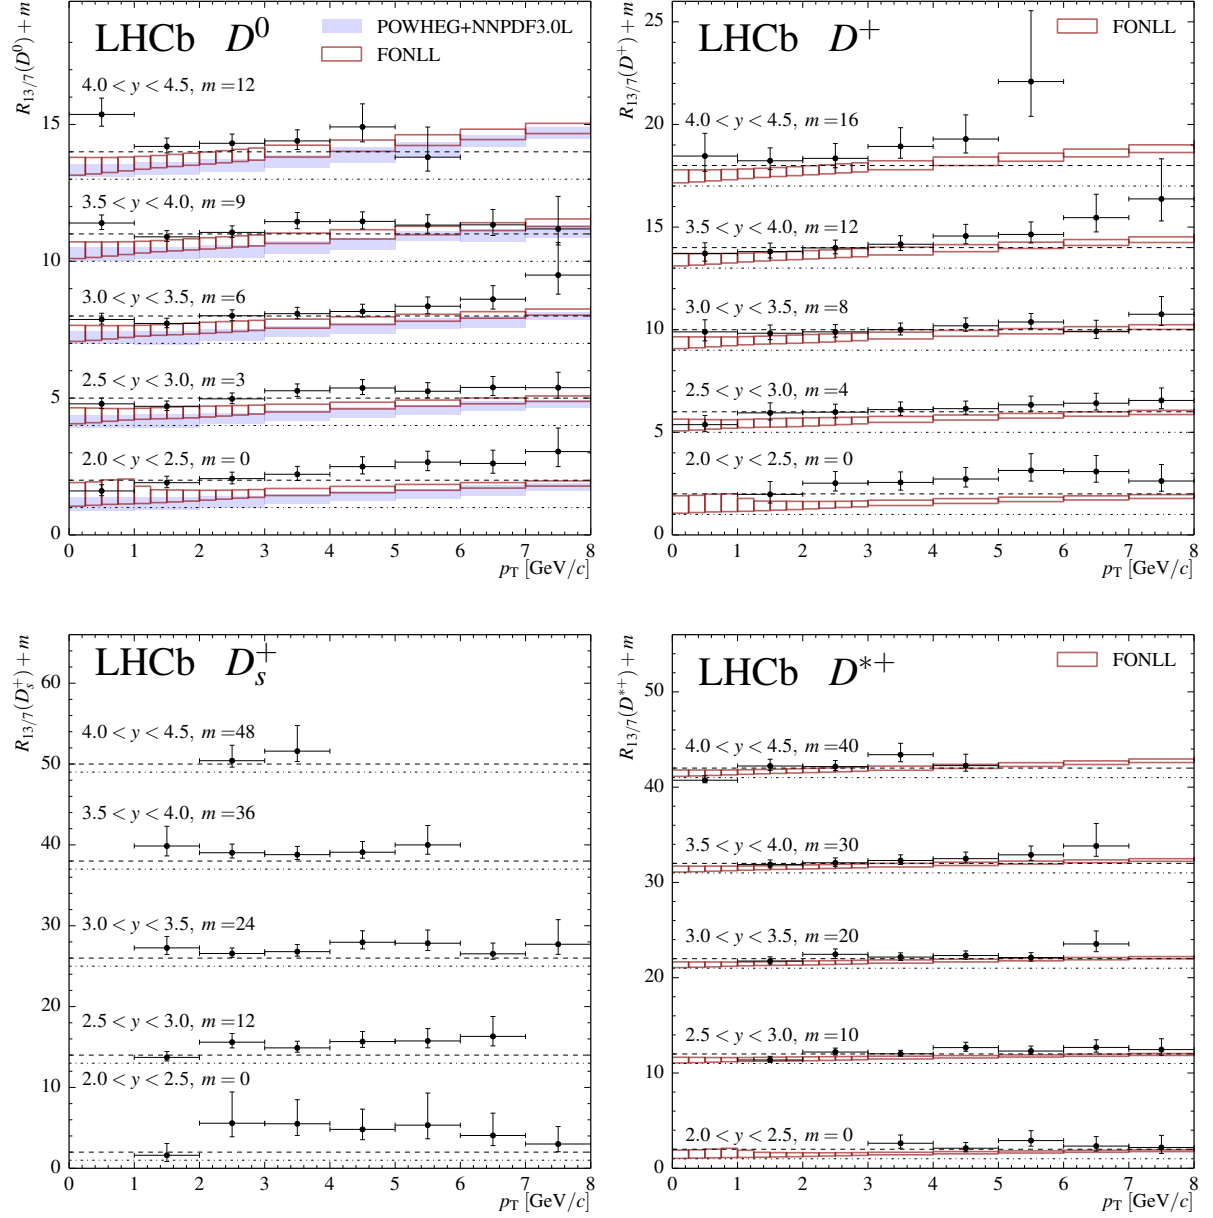 LHCb D⁰
POWHEG+NNPDF3.0L
FONLL
R₁₃/₇(D⁰) + m
4.0 < y < 4.5, m = 12
3.5 < y < 4.0, m = 9
3.0 < y < 3.5, m = 6
2.5 < y < 3.0, m = 3
2.0 < y < 2.5, m = 0
15
10
5
0
0 1 2 3 4 5 6 7 8
p_T [GeV/c]
LHCb D⁺
FONLL
R₁₃/₇(D⁺) + m
4.0 < y < 4.5, m = 16
3.5 < y < 4.0, m = 12
3.0 < y < 3.5, m = 8
2.5 < y < 3.0, m = 4
2.0 < y < 2.5, m = 0
25
20
15
10
5
0
0 1 2 3 4 5 6 7 8
p_T [GeV/c]
LHCb D_s⁺
R₁₃/₇(D_s⁺) + m
4.0 < y < 4.5, m = 48
3.5 < y < 4.0, m = 36
3.0 < y < 3.5, m = 24
2.5 < y < 3.0, m = 12
2.0 < y < 2.5, m = 0
60
50
40
30
20
10
0
0 1 2 3 4 5 6 7 8
p_T [GeV/c]
LHCb D*⁺
FONLL
R₁₃/₇(D*⁺) + m
4.0 < y < 4.5, m = 40
3.5 < y < 4.0, m = 30
3.0 < y < 3.5, m = 20
2.5 < y < 3.0, m = 10
2.0 < y < 2.5, m = 0
50
40
30
20
10
0
0 1 2 3 4 5 6 7 8
p_T [GeV/c]